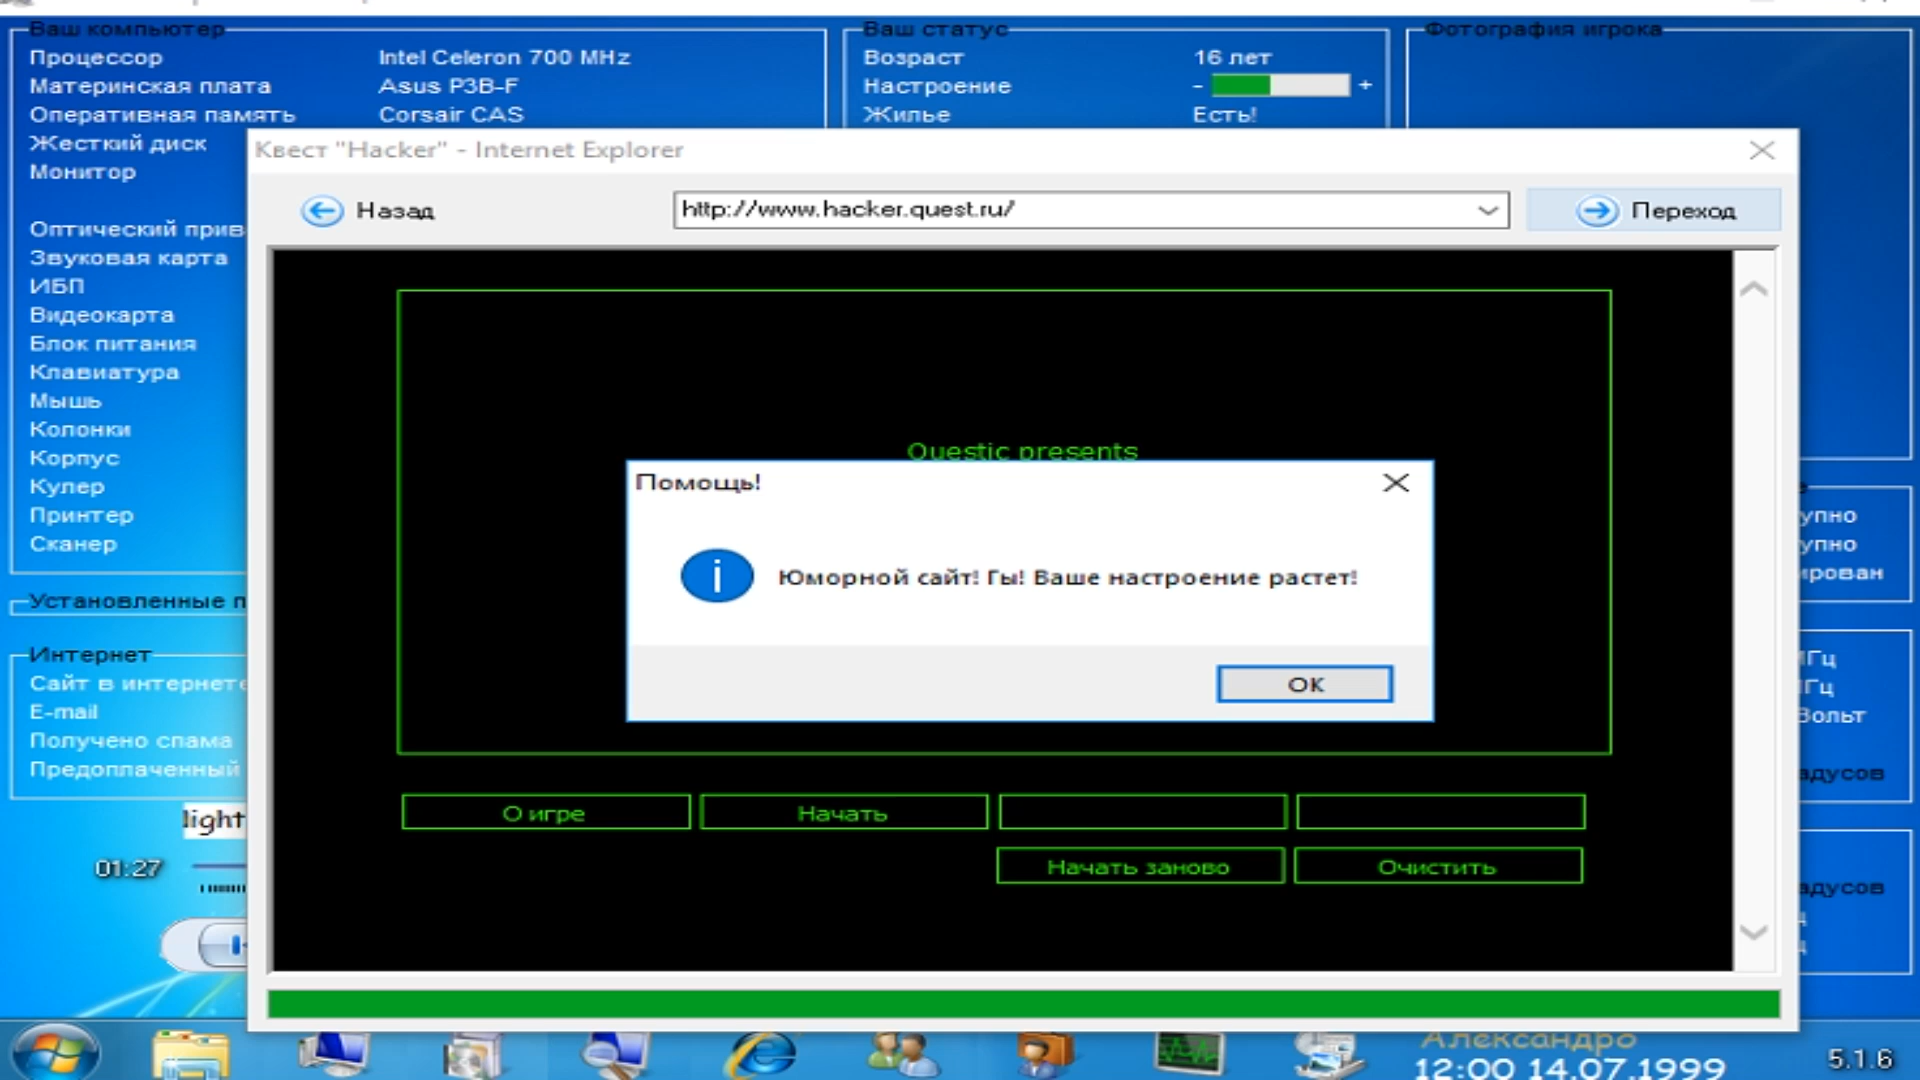 Ваш компьютер
Процессор Intel Celeron 700 MHz
Материнская плата Asus P3B-F
Оперативная память Corsair CAS
Жесткий диск
Монитор
Оптический прив
Звуковая карта
ИБП
Видеокарта
Блок питания
Клавиатура
Мышь
Колонки
Корпус
Кулер
Принтер
Сканер
Установленные п
Интернет
Сайт в интернете
E-mail
Получено спама
Предоплаченный
light
01:27
Ваш статус
Возраст 16 лет
Настроение - +
Жилье Есть!
Фотография игрока
Квест "Hacker" - Internet Explorer
Назад
http://www.hacker.quest.ru/
Переход
Questic presents
Помощь!
Юморной сайт! Гы! Ваше настроение растет!
OK
О игре
Начать
Начать заново
Очистить
упно
упно
ирован
Гц
Гц
Вольт
адусов
адусов
Александро
12:00 14.07.1999
5.1.6